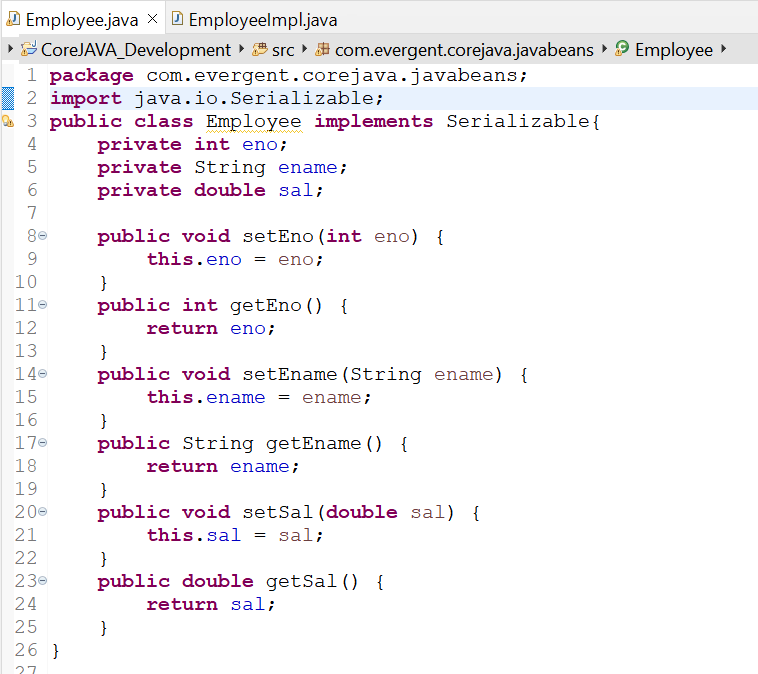 Employee.java EmployeeImpl.java
CoreJAVA_Development src com.evergent.corejava.javabeans Employee
1 package com.evergent.corejava.javabeans;
2 import java.io.Serializable;
3 public class Employee implements Serializable{
4 private int eno;
5 private String ename;
6 private double sal;
7
8 public void setEno(int eno) {
9 this.eno = eno;
10 }
11 public int getEno() {
12 return eno;
13 }
14 public void setEname(String ename) {
15 this.ename = ename;
16 }
17 public String getEname() {
18 return ename;
19 }
20 public void setSal(double sal) {
21 this.sal = sal;
22 }
23 public double getSal() {
24 return sal;
25 }
26 }
27